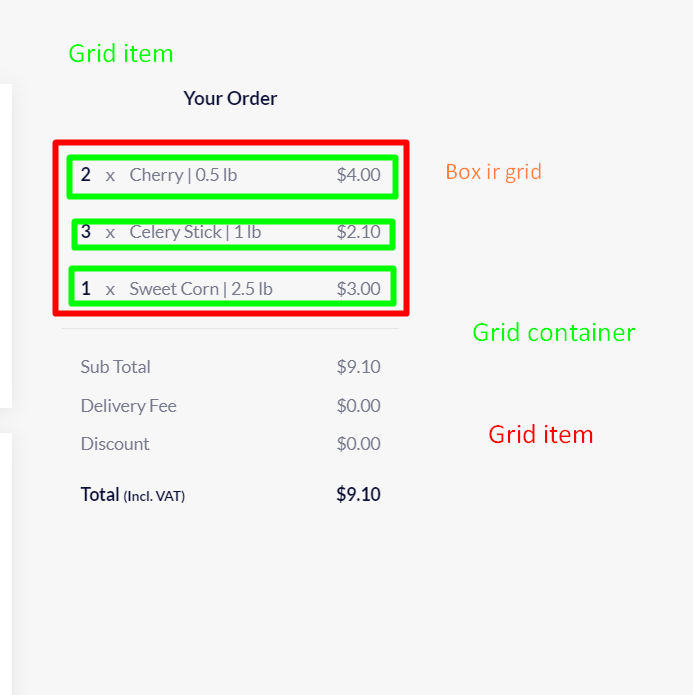 Grid item
Your Order
2 x Cherry | 0.5 lb $4.00
Box ir grid
3 x Celery Stick | 1 lb $2.10
1 x Sweet Corn | 2.5 lb $3.00
Grid container
Sub Total $9.10
Delivery Fee $0.00
Grid item
Discount $0.00
Total (Incl. VAT) $9.10